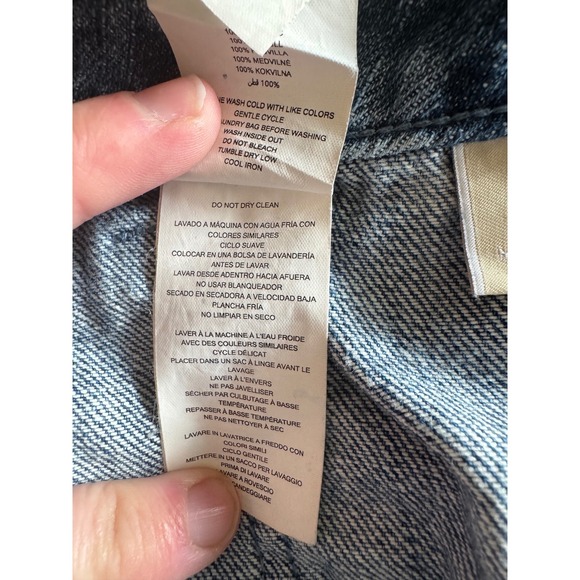 100%
100% MEDVILNĖ
100% KOKVILNA
100% قطن
WASH COLD WITH LIKE COLORS
GENTLE CYCLE
BAG BEFORE WASHING
WASH INSIDE OUT
DO NOT BLEACH
TUMBLE DRY LOW
COOL IRON
DO NOT DRY CLEAN
LAVADO A MÁQUINA CON AGUA FRÍA CON
COLORES SIMILARES
CICLO SUAVE
COLOCAR EN UNA BOLSA DE LAVANDERÍA
ANTES DE LAVAR
LAVAR DESDE ADENTRO HACIA AFUERA
NO USAR BLANQUEADOR
SECADO EN SECADORA A VELOCIDAD BAJA
PLANCHA FRÍA
NO LIMPIAR EN SECO
LAVER À LA MACHINE À L'EAU FROIDE
AVEC DES COULEURS SIMILAIRES
CYCLE DÉLICAT
PLACER DANS UN SAC À LINGE AVANT LE
LAVAGE
LAVER À L'ENVERS
NE PAS JAVELLISER
SÉCHER PAR CULBUTAGE À BASSE
TEMPÉRATURE
REPASSER À BASSE TEMPÉRATURE
NE PAS NETTOYER À SEC
LAVARE IN LAVATRICE A FREDDO CON
COLORI SIMILI
CICLO GENTILE
METTERE IN UN SACCO PER LAVAGGIO
PRIMA DI LAVARE
LAVARE A ROVESCIO
CANDEGGIARE